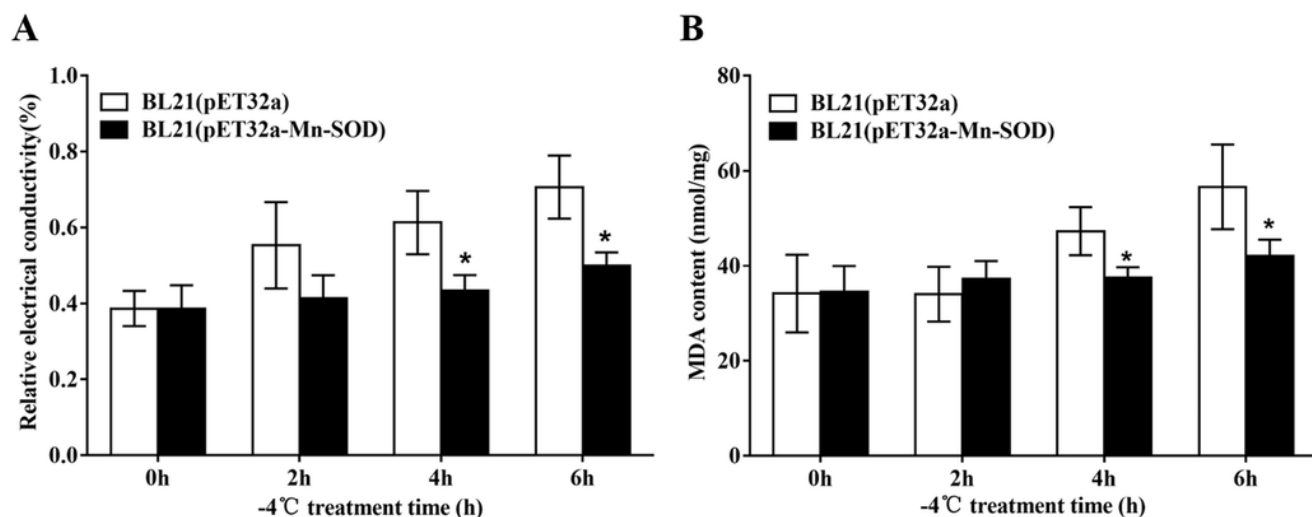 A
Relative electrical conductivity(%)
1.0
0.8
0.6
0.4
0.2
0.0
BL21(pET32a)
BL21(pET32a-Mn-SOD)
*
*
0h
2h
4h
6h
-4℃ treatment time (h)
B
MDA content (nmol/mg)
80
60
40
20
0
BL21(pET32a)
BL21(pET32a-Mn-SOD)
*
*
0h
2h
4h
6h
-4℃ treatment time (h)